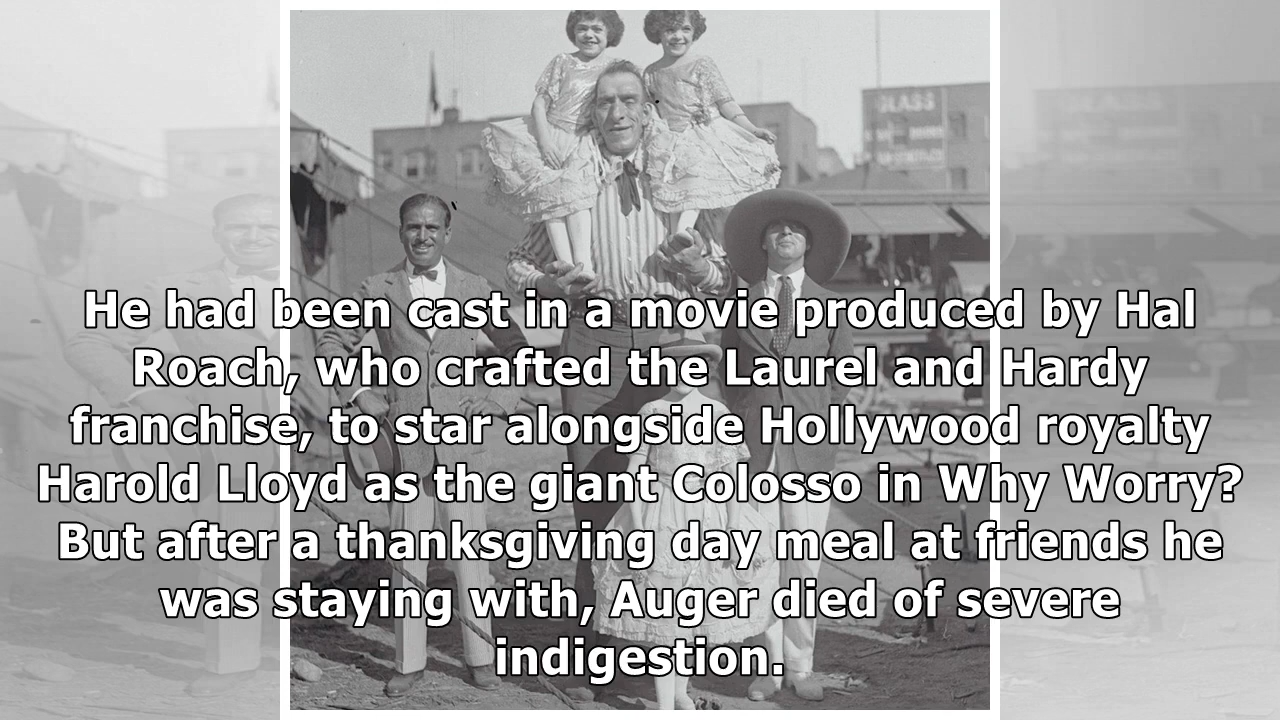 GLASS
He had been cast in a movie produced by Hal
Roach, who crafted the Laurel and Hardy
franchise, to star alongside Hollywood royalty
Harold Lloyd as the giant Colosso in Why Worry?
But after a thanksgiving day meal at friends he
was staying with, Auger died of severe
indigestion.